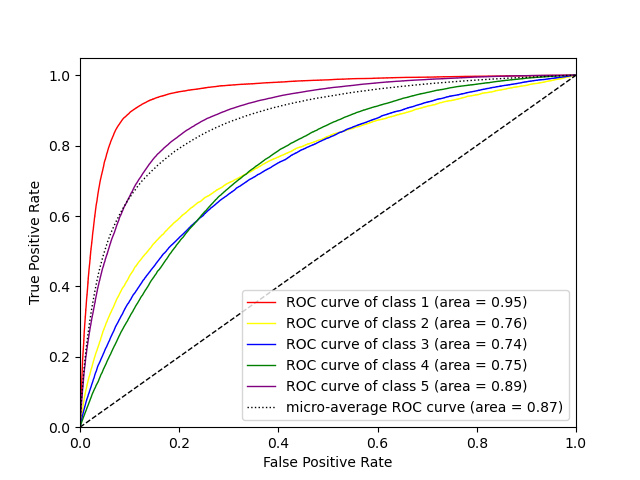 1.0
0.8
0.6
0.4
0.2
0.0
True Positive Rate
ROC curve of class 1 (area = 0.95)
ROC curve of class 2 (area = 0.76)
ROC curve of class 3 (area = 0.74)
ROC curve of class 4 (area = 0.75)
ROC curve of class 5 (area = 0.89)
micro-average ROC curve (area = 0.87)
0.0 0.2 0.4 0.6 0.8 1.0
False Positive Rate